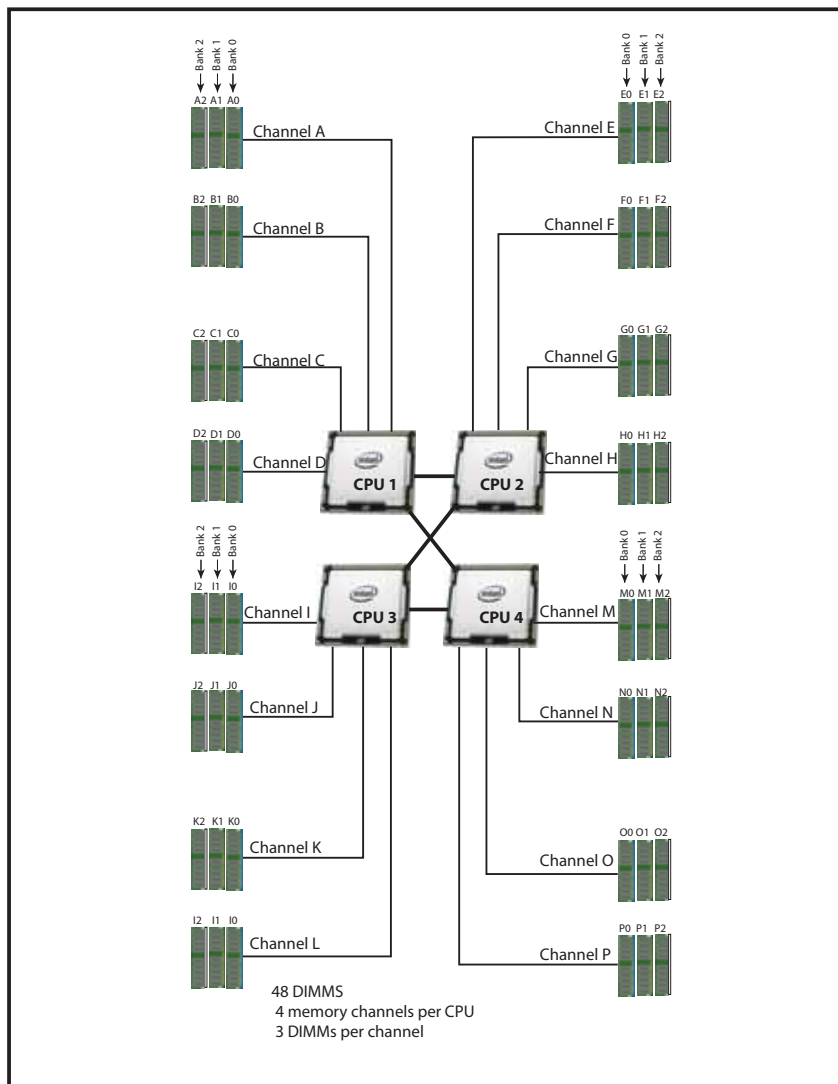 Bank 2 Bank 1 Bank 0
A2 A1 A0
Channel A
B2 B1 B0
Channel B
C2 C1 C0
Channel C
D2 D1 D0
Channel D
Bank 0 Bank 1 Bank 2
E0 E1 E2
Channel E
F0 F1 F2
Channel F
G0 G1 G2
Channel G
H0 H1 H2
Channel H
intel
CPU 1
intel
CPU 2
intel
CPU 3
intel
CPU 4
Bank 2 Bank 1 Bank 0
I2 I1 I0
Channel I
J2 J1 J0
Channel J
K2 K1 K0
Channel K
I2 I1 I0
Channel L
Bank 0 Bank 1 Bank 2
M0 M1 M2
Channel M
N0 N1 N2
Channel N
O0 O1 O2
Channel O
P0 P1 P2
Channel P
48 DIMMS
4 memory channels per CPU
3 DIMMs per channel